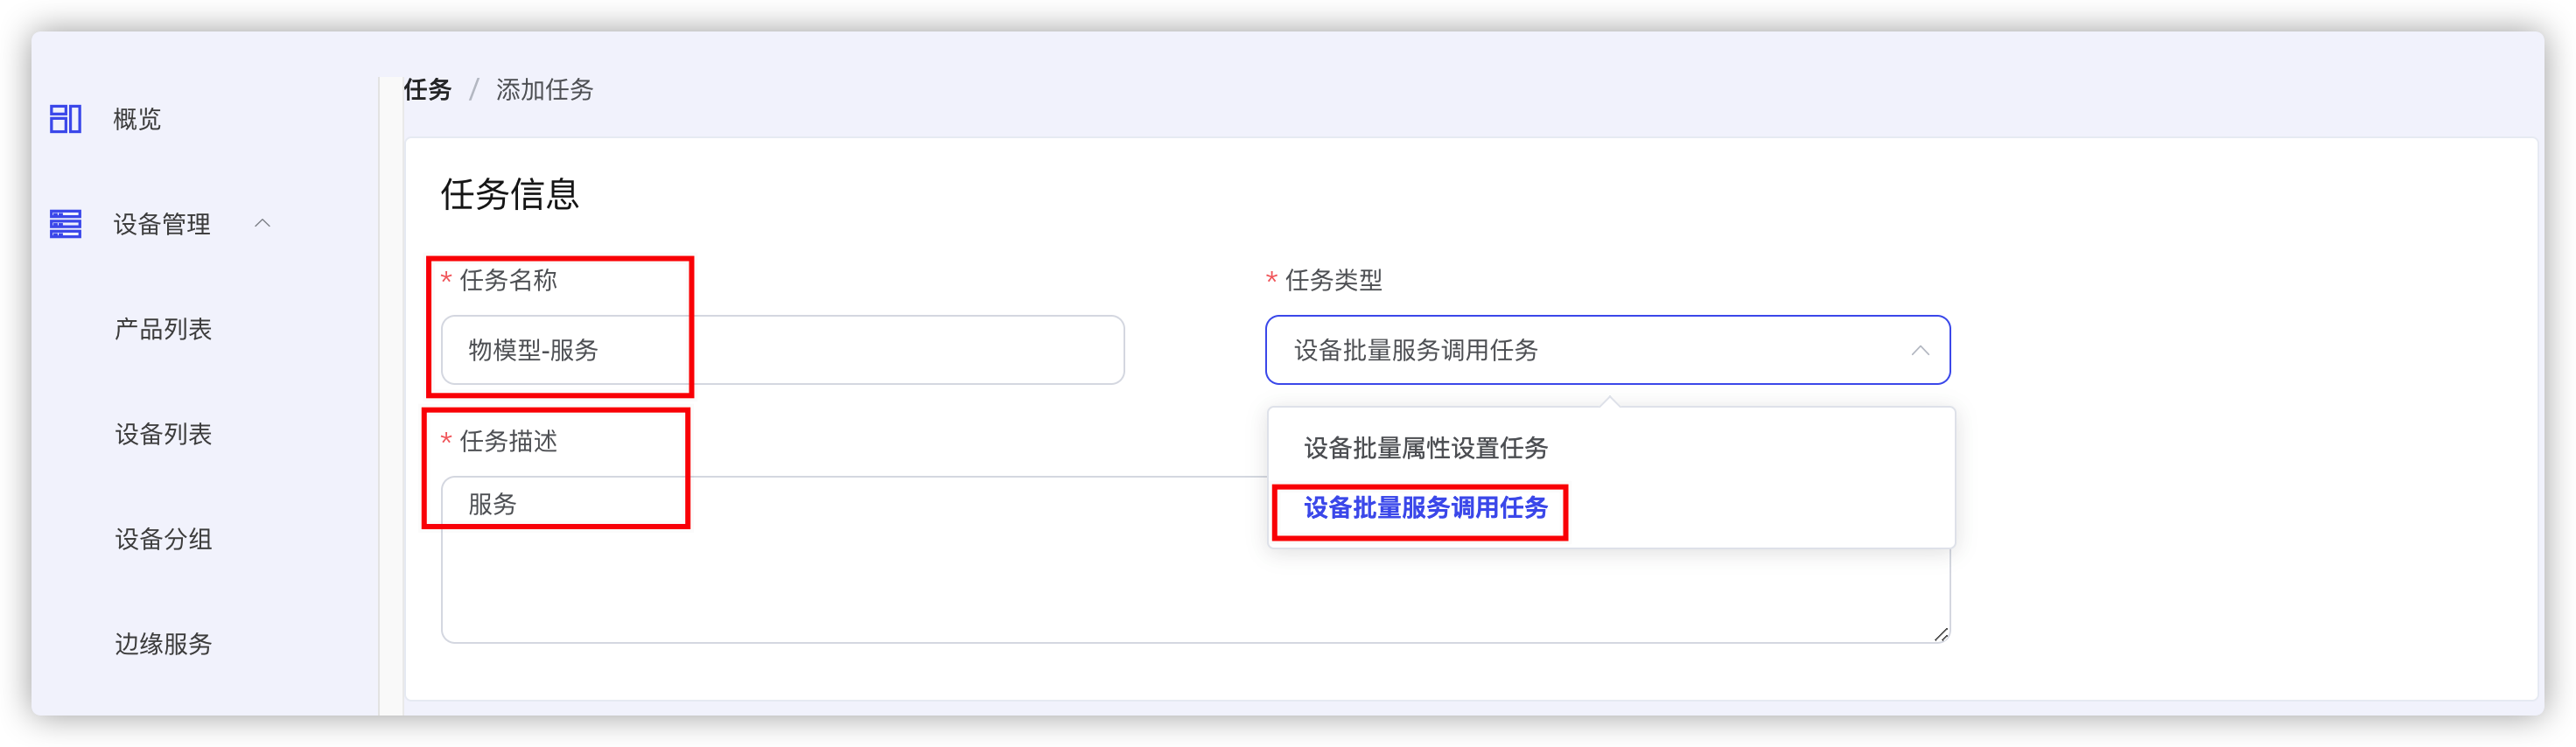 概览
设备管理
产品列表
设备列表
设备分组
边缘服务
任务 / 添加任务
任务信息
* 任务名称
物模型-服务
* 任务类型
设备批量服务调用任务
设备批量属性设置任务
设备批量服务调用任务
* 任务描述
服务